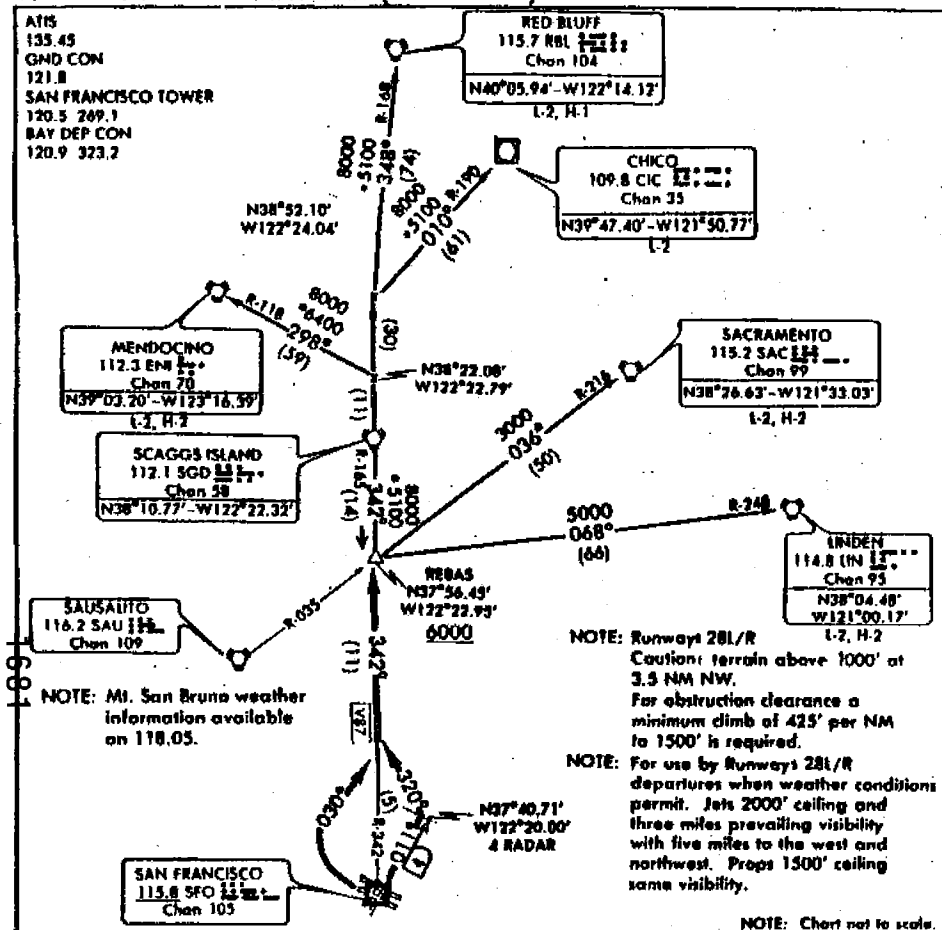 ATIS
135.45
GND CON
121.8
SAN FRANCISCO TOWER
120.5 269.1
BAY DEP CON
120.9 323.2
RED BLUFF
115.7 RBL
Chan 104
N40°05.94'-W122°14.12'
L-2, H-1
CHICO
109.8 CIC
Chan 35
N39°47.40'-W121°50.77'
L-2
R-168
8000
*5100
348°
(74)
R-190
8000
*5100
010°
(61)
N38°52.10'
W122°24.04'
R-118
8000
*6400
298°
(59)
(30)
MENDOCINO
112.3 ENI
Chan 70
N39°03.20'-W123°16.39'
L-2, H-2
N38°22.08'
W122°22.79'
(11)
SACRAMENTO
115.2 SAC
Chan 99
N38°26.63'-W121°33.03'
L-2, H-2
R-216
3000
036°
(50)
SCAGGS ISLAND
112.1 SGD
Chan 58
N38°10.77'-W122°22.32'
R-165
(14)
342°
*5100
8000
5000
068°
(66)
R-248
LINDEN
114.8 LIN
Chan 95
N38°04.48'
W121°00.17'
L-2, H-2
REBAS
N37°56.45'
W122°22.95'
6000
SAUSALITO
116.2 SAU
Chan 109
R-035
342°
(11)
V87
NOTE: Mt. San Bruno weather
information available
on 118.05.
NOTE: Runways 28L/R
Caution: terrain above 1000' at
3.5 NM NW.
For obstruction clearance a
minimum climb of 425' per NM
to 1500' is required.
NOTE: For use by Runways 28L/R
departures when weather conditions
permit. Jets 2000' ceiling and
three miles prevailing visibility
with five miles to the west and
northwest. Props 1500' ceiling
same visibility.
030°
320°
(5)
R-342
011°
4
N37°40.71'
W122°20.00'
4 RADAR
SAN FRANCISCO
115.8 SFO
Chan 105
NOTE: Chart not to scale.